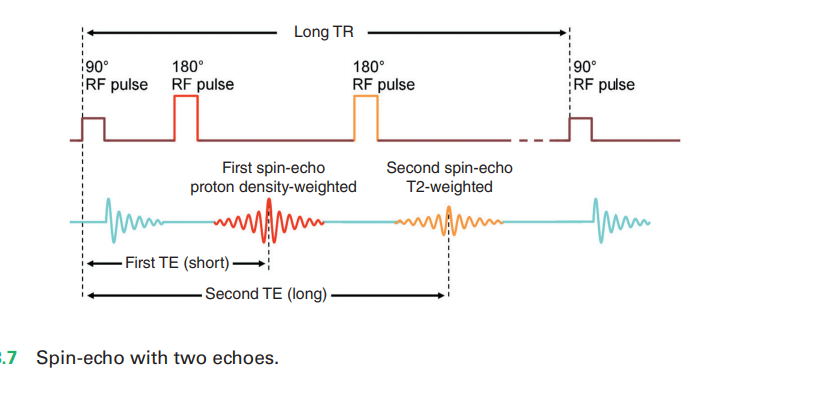 Long TR
90° 180° 180° 90°
RF pulse RF pulse RF pulse RF pulse
First spin-echo Second spin-echo
proton density-weighted T2-weighted
First TE (short)
Second TE (long)
.7 Spin-echo with two echoes.